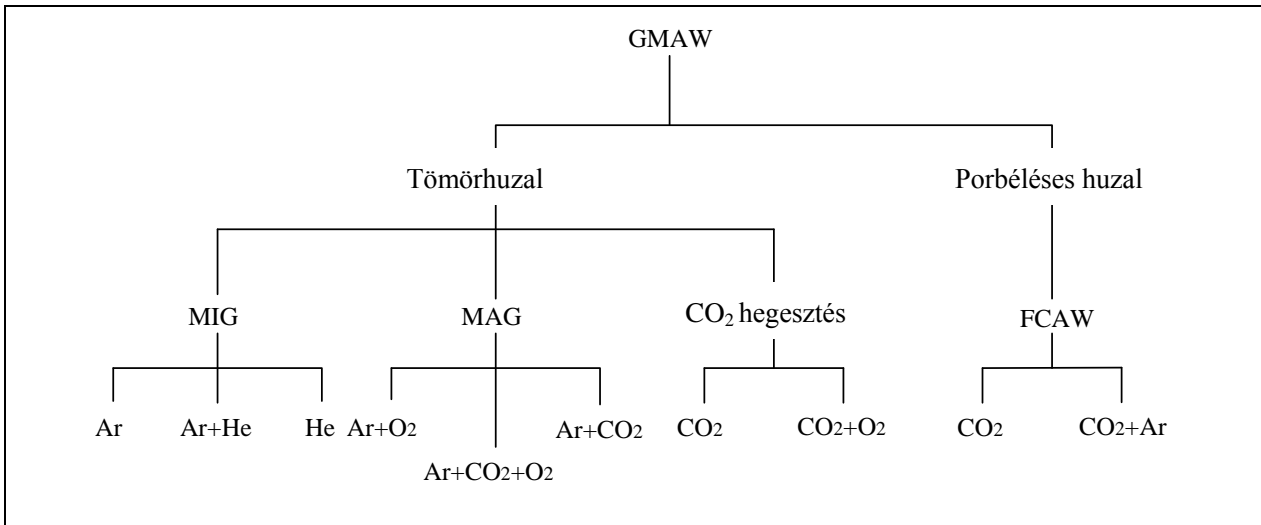 GMAW
Tömörhuzal Porbéléses huzal
MIG MAG CO₂ hegesztés FCAW
Ar Ar+He He Ar+O₂ Ar+CO₂ CO₂ CO₂+O₂ CO₂ CO₂+Ar
Ar+CO₂+O₂